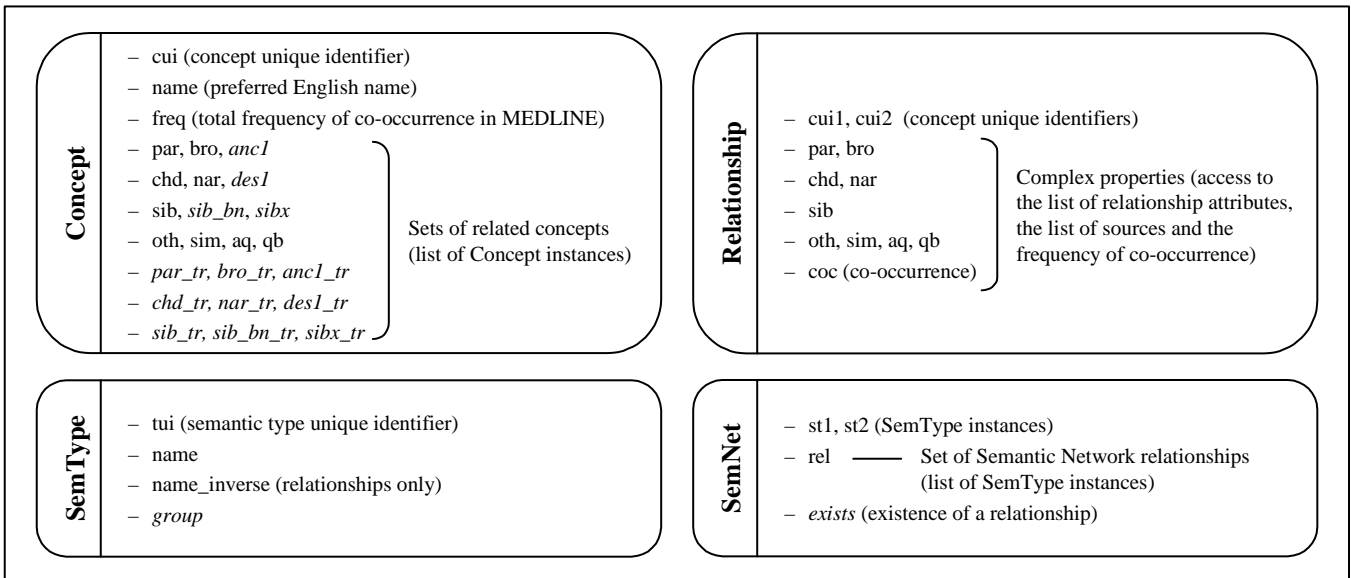 Concept
– cui (concept unique identifier)
– name (preferred English name)
– freq (total frequency of co-occurrence in MEDLINE)
– par, bro, anc1
– chd, nar, des1
– sib, sib_bn, sibx
– oth, sim, aq, qb
– par_tr, bro_tr, anc1_tr
– chd_tr, nar_tr, des1_tr
– sib_tr, sib_bn_tr, sibx_tr
Sets of related concepts
(list of Concept instances)
Relationship
– cui1, cui2 (concept unique identifiers)
– par, bro
– chd, nar
– sib
– oth, sim, aq, qb
– coc (co-occurrence)
Complex properties (access to
the list of relationship attributes,
the list of sources and the
frequency of co-occurrence)
SemType
– tui (semantic type unique identifier)
– name
– name_inverse (relationships only)
– group
SemNet
– st1, st2 (SemType instances)
– rel Set of Semantic Network relationships
(list of SemType instances)
– exists (existence of a relationship)